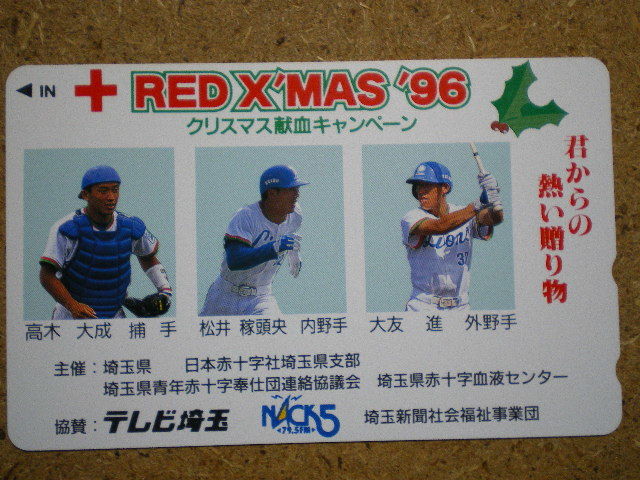 ◀ IN
RED X'MAS '96
クリスマス献血キャンペーン
君からの
熱い贈り物
Lions
高木 大成 捕手
松井 稼頭央 内野手
大友 進 外野手
主催：埼玉県 日本赤十字社埼玉県支部
埼玉県青年赤十字奉仕団連絡協議会 埼玉県赤十字血液センター
協賛：テレビ埼玉 NACK5 埼玉新聞社会福祉事業団
79.5FM